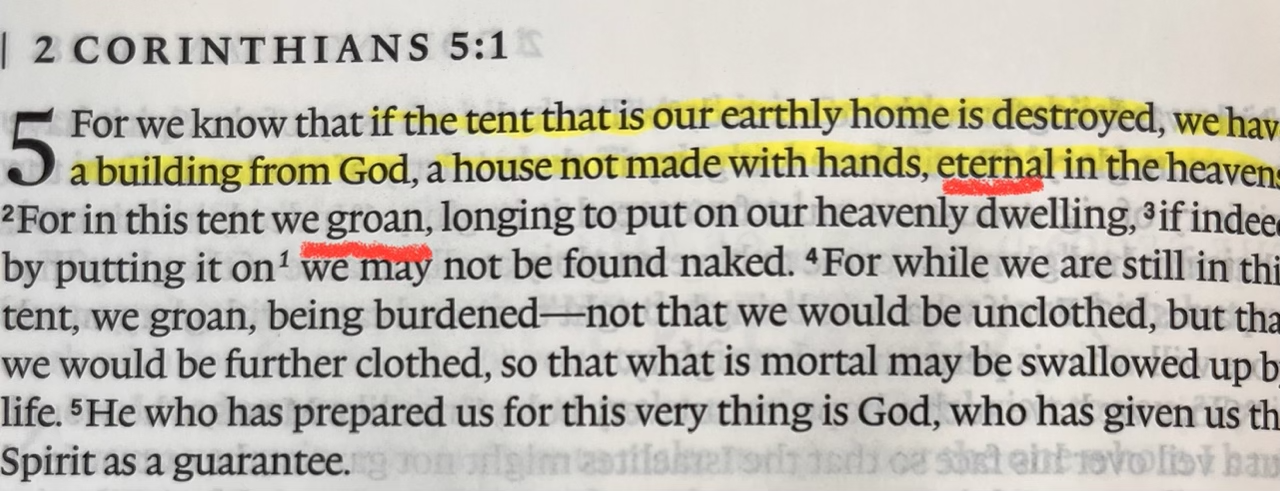 | 2 CORINTHIANS 5:1
5 For we know that if the tent that is our earthly home is destroyed, we hav
a building from God, a house not made with hands, eternal in the heavens
²For in this tent we groan, longing to put on our heavenly dwelling, ³if indee
by putting it on¹ we may not be found naked. ⁴For while we are still in thi
tent, we groan, being burdened—not that we would be unclothed, but tha
we would be further clothed, so that what is mortal may be swallowed up b
life. ⁵He who has prepared us for this very thing is God, who has given us th
Spirit as a guarantee.